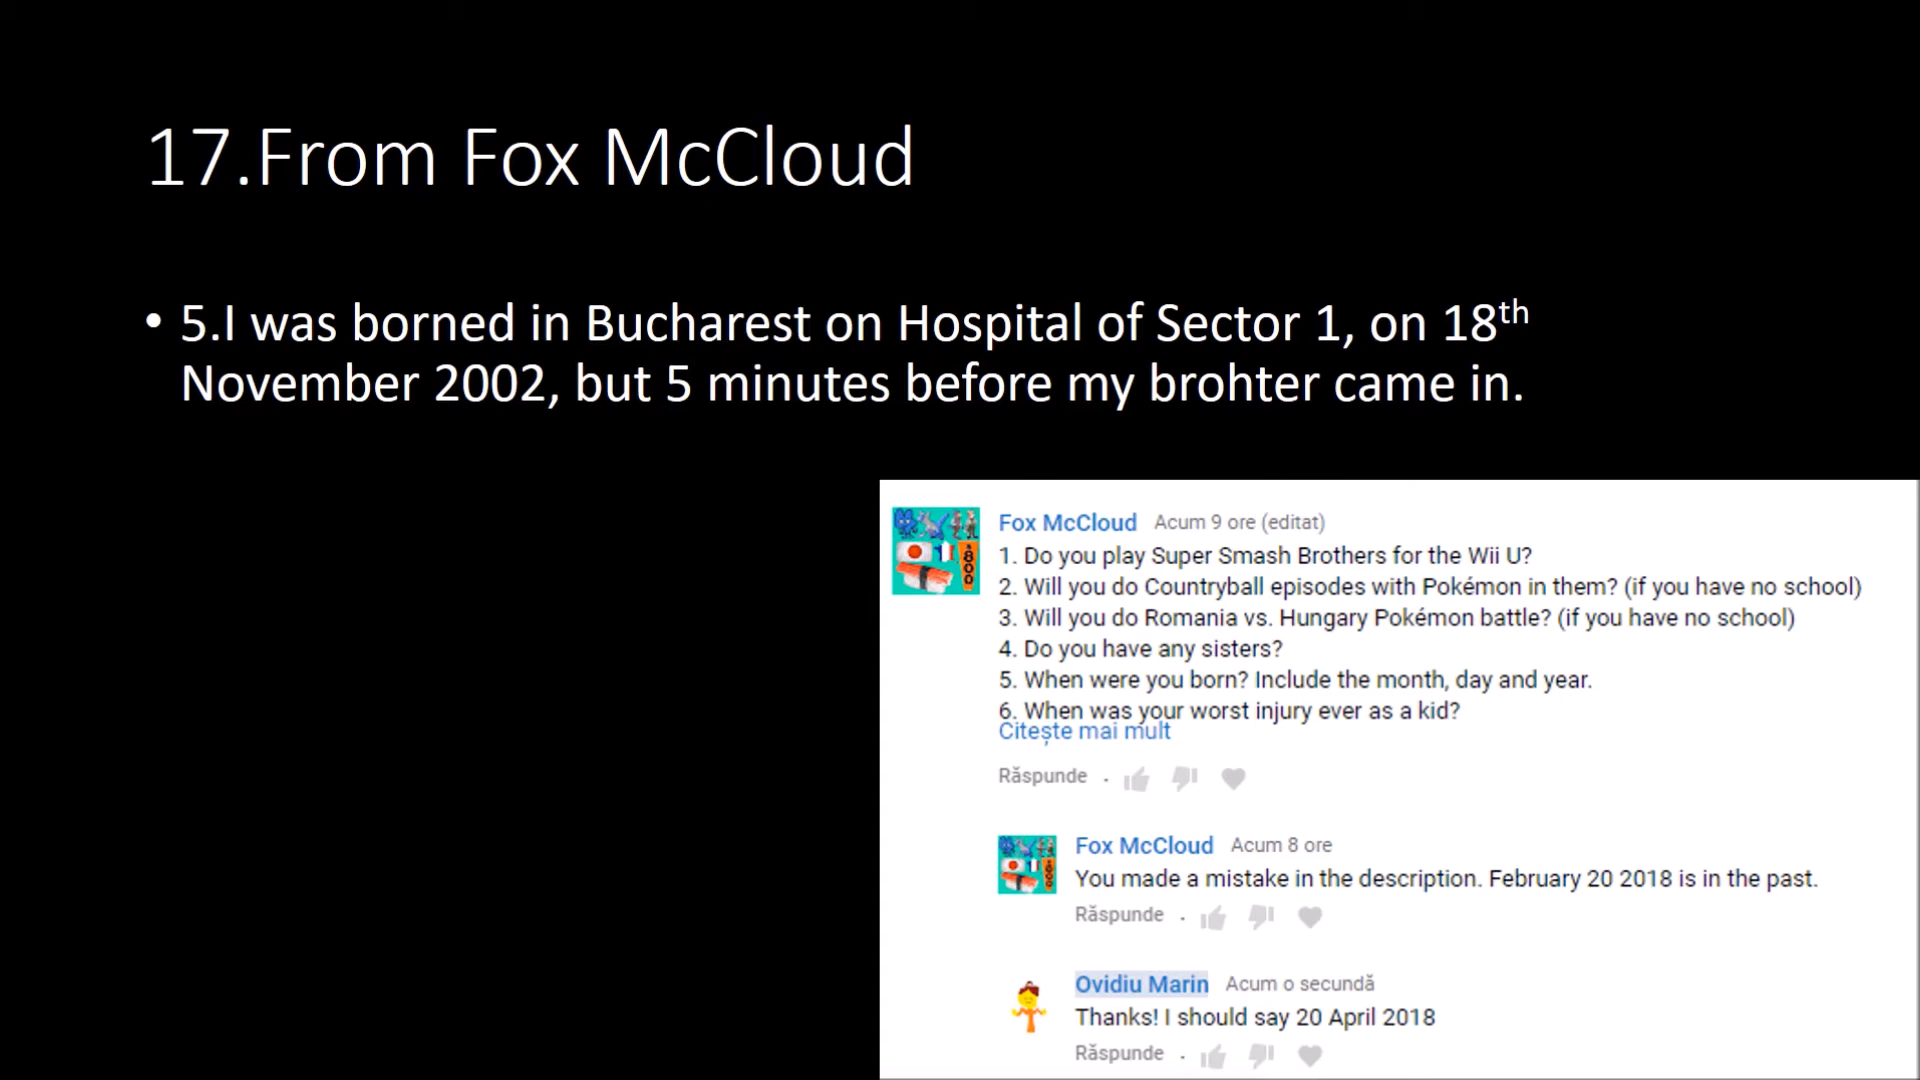 17.From Fox McCloud
• 5.I was borned in Bucharest on Hospital of Sector 1, on 18th
November 2002, but 5 minutes before my brohter came in.
Fox McCloud Acum 9 ore (editat)
1. Do you play Super Smash Brothers for the Wii U?
2. Will you do Countryball episodes with Pokémon in them? (if you have no school)
3. Will you do Romania vs. Hungary Pokémon battle? (if you have no school)
4. Do you have any sisters?
5. When were you born? Include the month, day and year.
6. When was your worst injury ever as a kid?
Citește mai mult
Răspunde
Fox McCloud Acum 8 ore
You made a mistake in the description. February 20 2018 is in the past.
Răspunde
Ovidiu Marin Acum o secundă
Thanks! I should say 20 April 2018
Răspunde